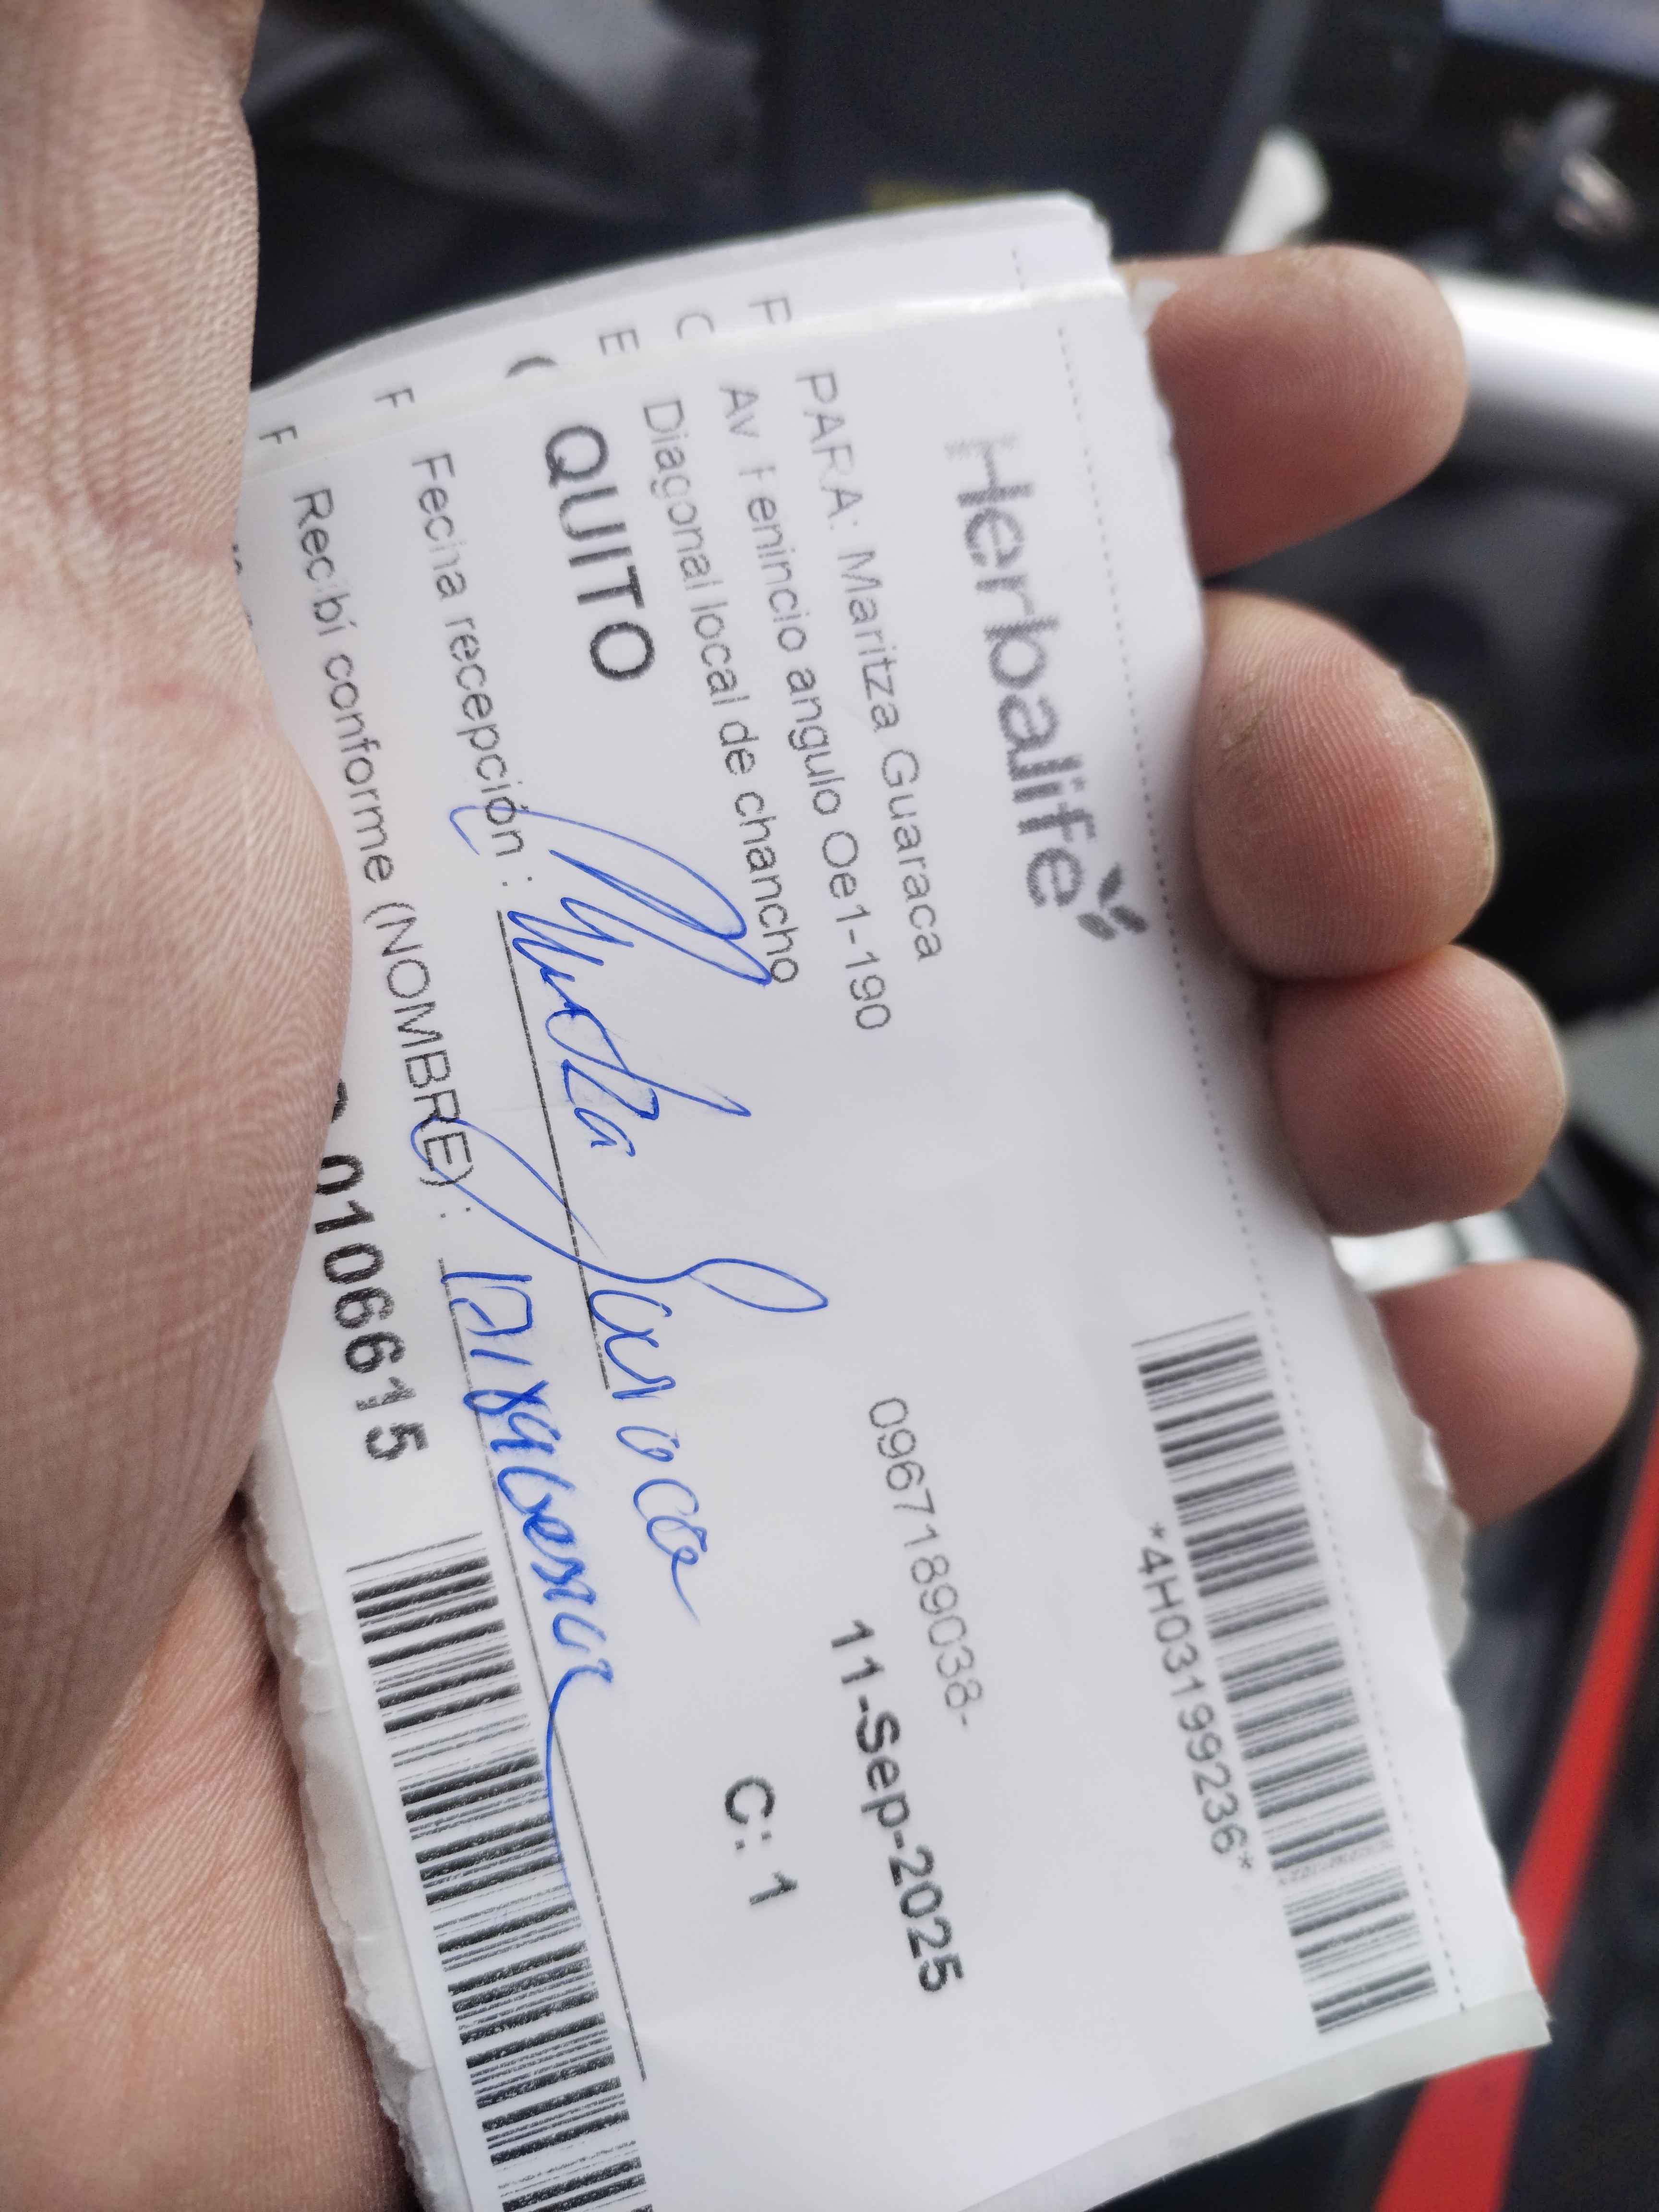 Herbalife
*4H03199236*
PARA: Maritza Guaraca
0967189038-
Av Fenincio angulo Oe1-190
11-Sep-2025
Diagonal local de chancho
QUITO
C: 1
Fecha recepción :
Recibí conforme (NOMBRE) :
0106615
F
C
E
F
F